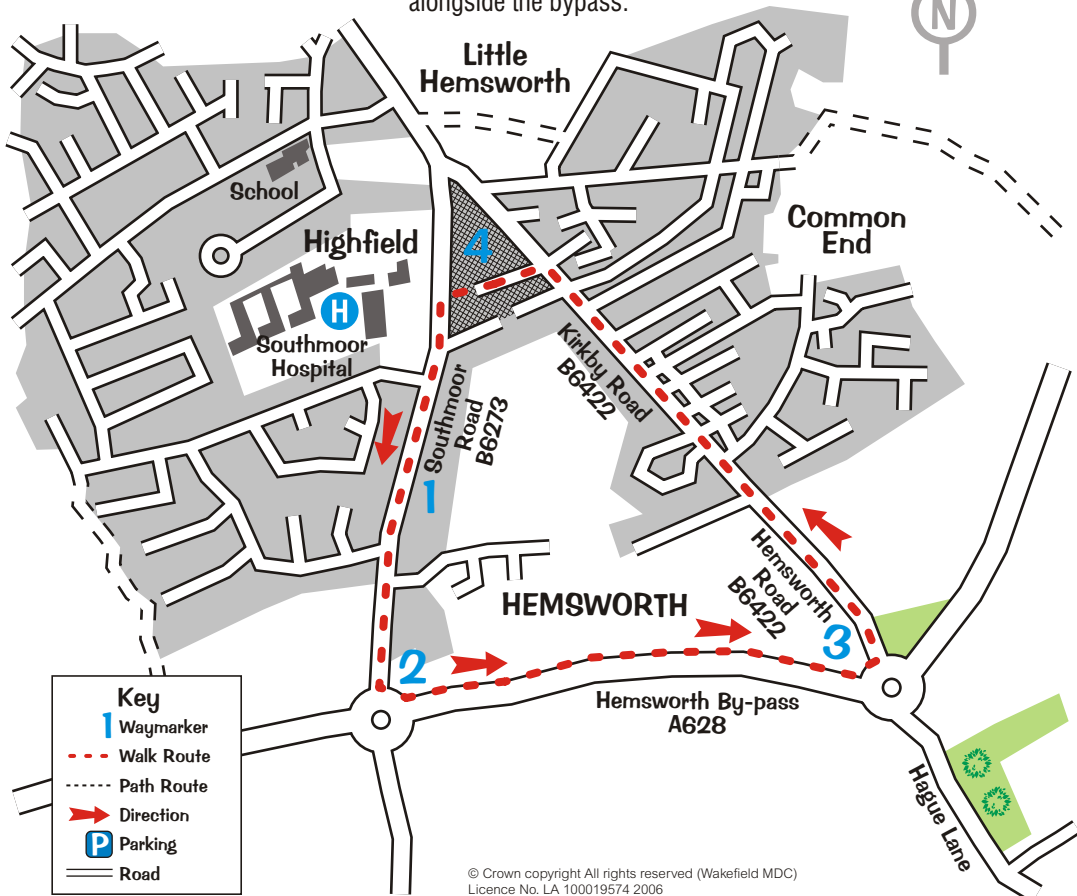 alongside the bypass.
N
Little
Hemsworth
School
Highfield
4
Common
End
H
Southmoor
Hospital
Kirkby Road
B6422
Southmoor
Road
B6273
1
Hemsworth
Road
B6422
HEMSWORTH
3
2
Hemsworth By-pass
A628
Hague Lane
Key
1 Waymarker
Walk Route
Path Route
Direction
P Parking
Road
© Crown copyright All rights reserved (Wakefield MDC)
Licence No. LA 100019574 2006